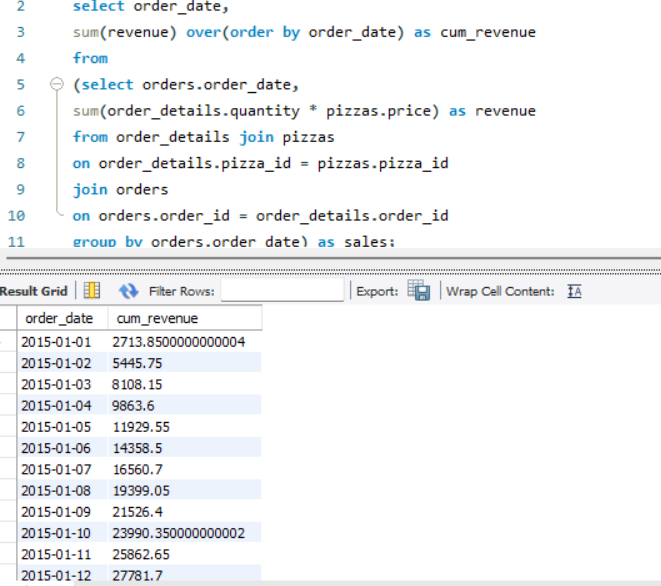 2 select order_date,
3 sum(revenue) over(order by order_date) as cum_revenue
4 from
5 (select orders.order_date,
6 sum(order_details.quantity * pizzas.price) as revenue
7 from order_details join pizzas
8 on order_details.pizza_id = pizzas.pizza_id
9 join orders
10 on orders.order_id = order_details.order_id
11 group by orders.order_date) as sales;
Result Grid Filter Rows: Export: Wrap Cell Content:
order_date cum_revenue
2015-01-01 2713.8500000000004
2015-01-02 5445.75
2015-01-03 8108.15
2015-01-04 9863.6
2015-01-05 11929.55
2015-01-06 14358.5
2015-01-07 16560.7
2015-01-08 19399.05
2015-01-09 21526.4
2015-01-10 23990.350000000002
2015-01-11 25862.65
2015-01-12 27781.7